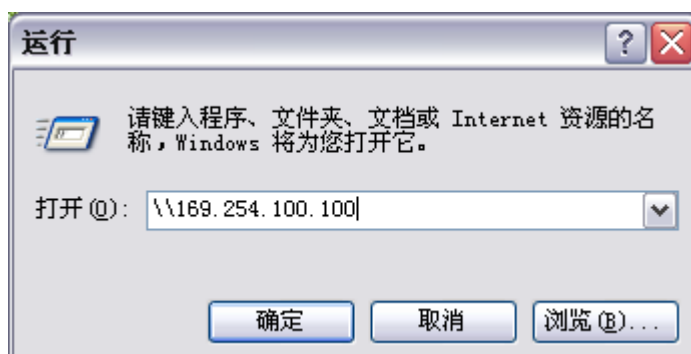 运行
请键入程序、文件夹、文档或 Internet 资源的名
称，Windows 将为您打开它。
打开(O): \\169.254.100.100
确定 取消 浏览(B)...